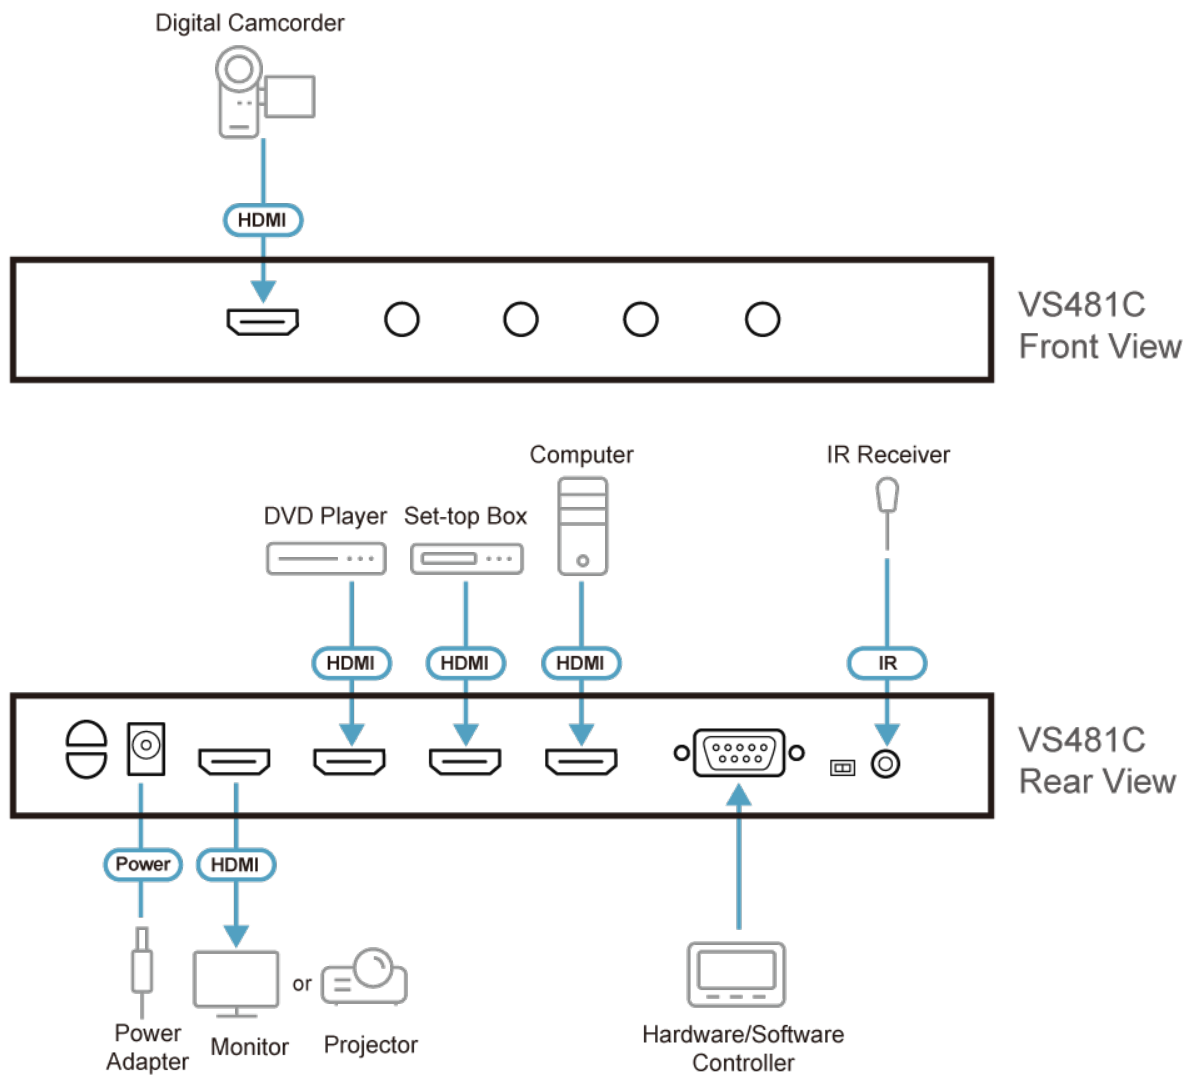 Digital Camcorder
HDMI
VS481C
Front View
Computer
IR Receiver
DVD Player
Set-top Box
HDMI
HDMI
HDMI
IR
VS481C
Rear View
Power
HDMI
or
Power
Adapter
Monitor
Projector
Hardware/Software
Controller